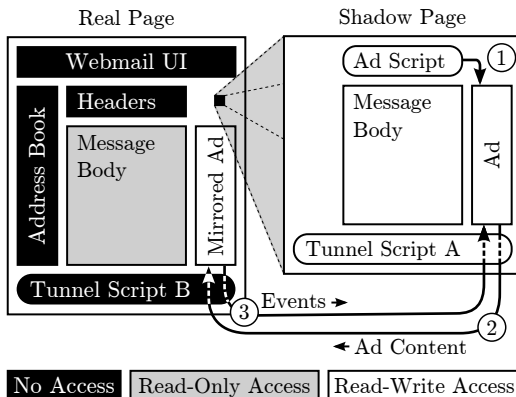 Real Page
Shadow Page
Webmail UI
Ad Script
1
Address Book
Headers
Message
Body
Mirrored Ad
Message
Body
Ad
Tunnel Script A
Tunnel Script B
3
Events
2
Ad Content
No Access
Read-Only Access
Read-Write Access